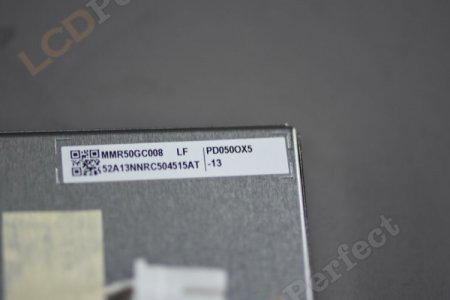 LCDPe
MMR50GC008 LF PD050OX5
52A13NNRC504515AT -13
Perfect